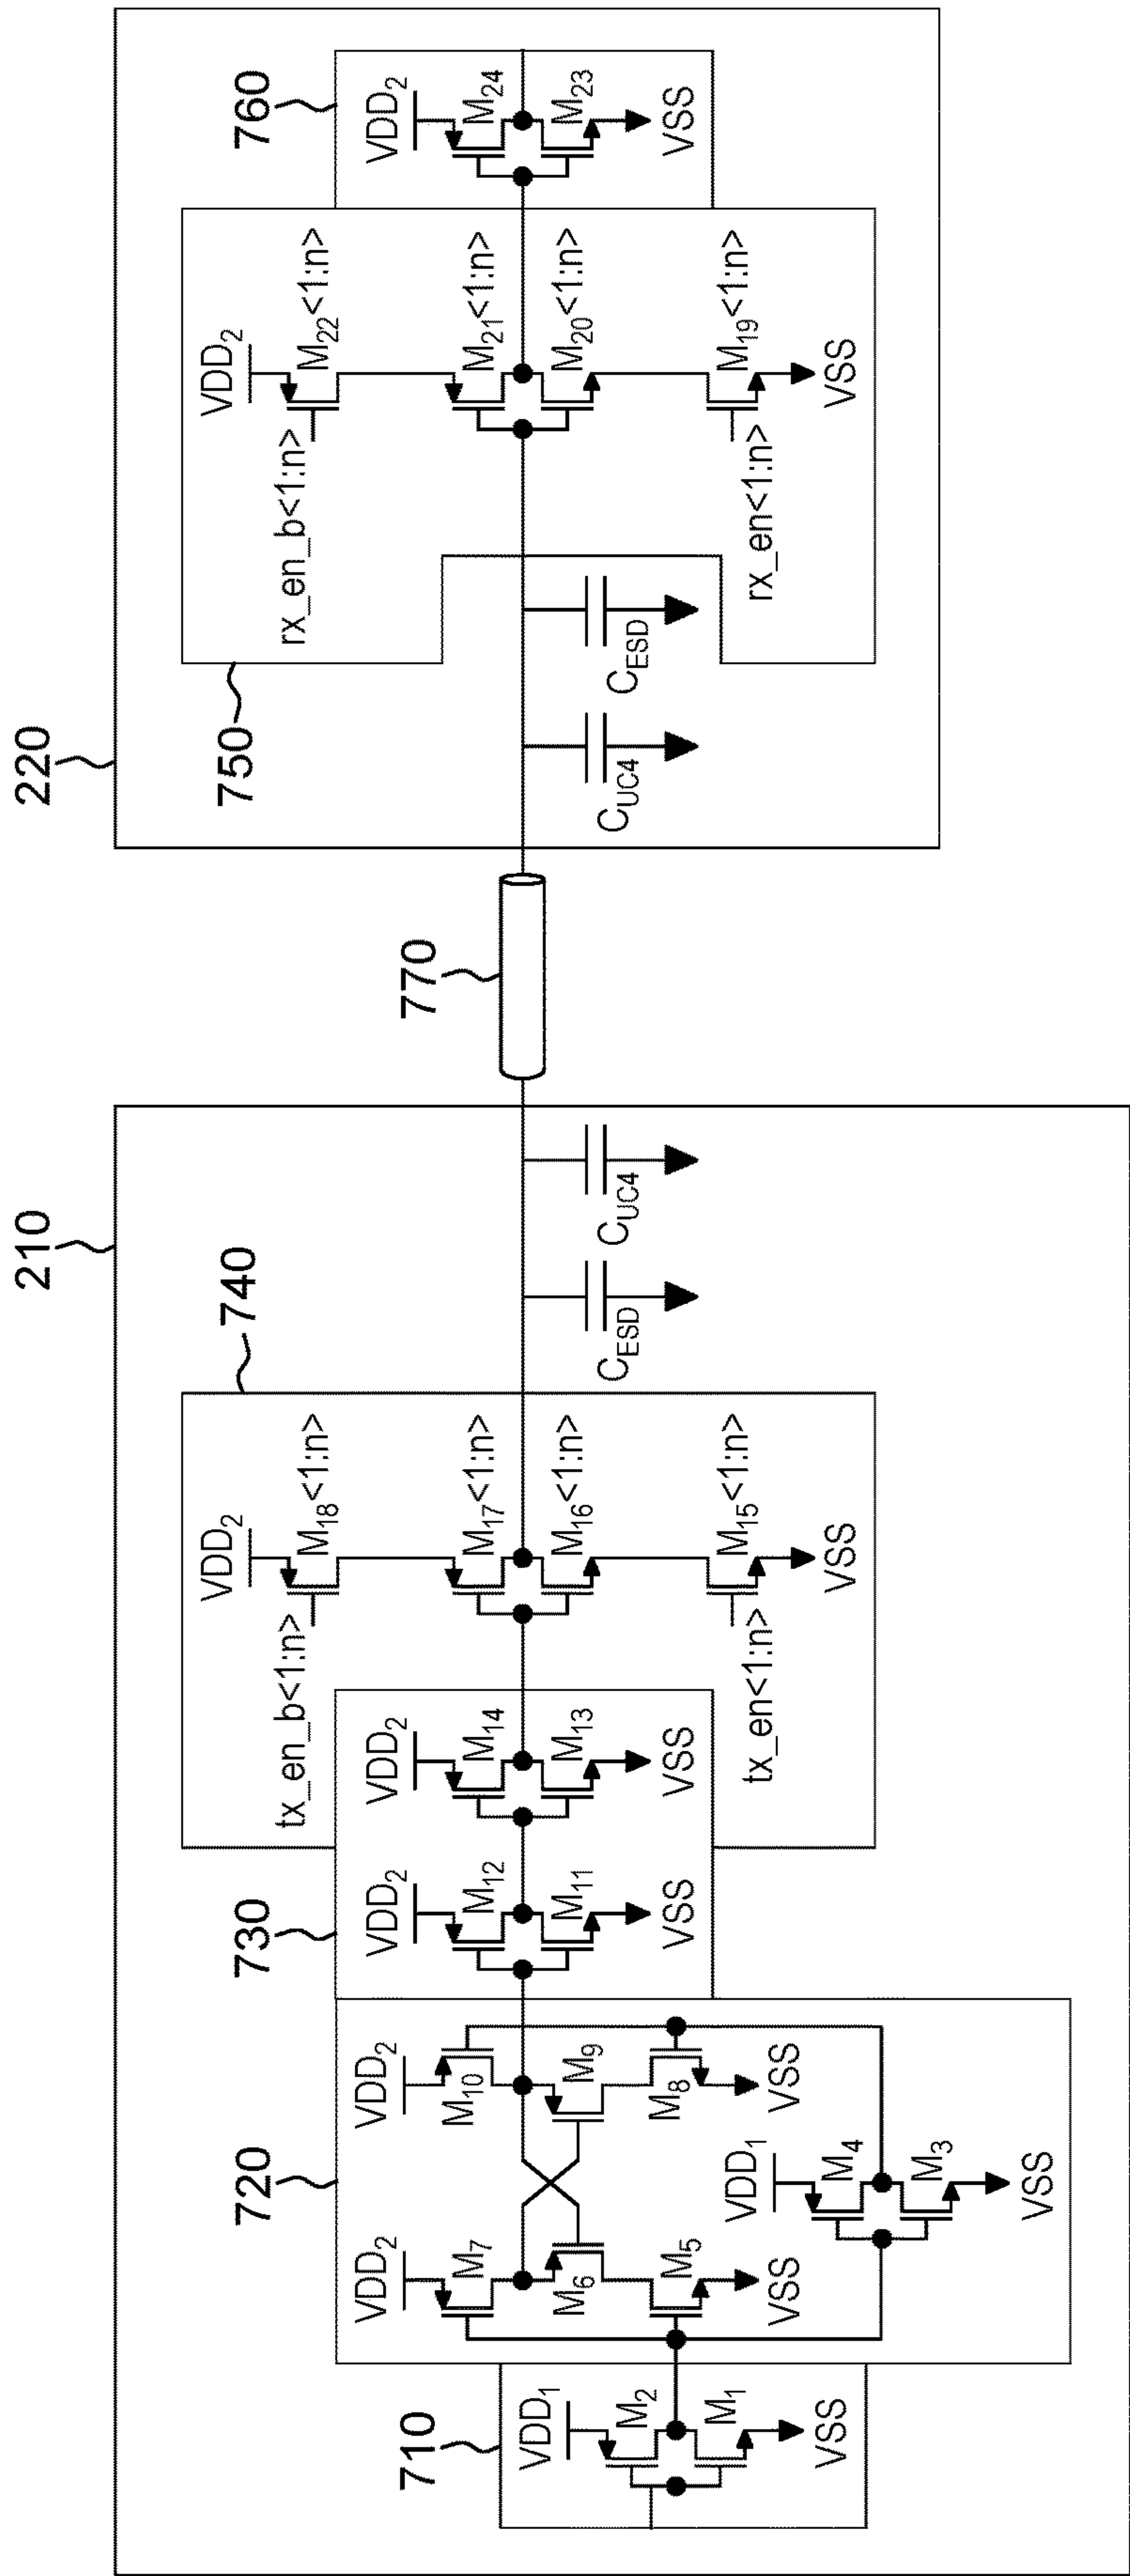 210
710
VDD1
M2
M1
VSS
720
VDD2
M7
M6
M5
VSS
VDD2
M10
M9
M8
VSS
VDD1
M4
M3
VSS
730
VDD2
M12
M11
VSS
VDD2
M14
M13
VSS
740
VDD2
tx_en_b<1:n>
M18<1:n>
M17<1:n>
M16<1:n>
M15<1:n>
tx_en<1:n>
VSS
CESD
CUC4
770
220
750
CUC4
CESD
VDD2
rx_en_b<1:n>
M22<1:n>
M21<1:n>
M20<1:n>
M19<1:n>
rx_en<1:n>
VSS
760
VDD2
M24
M23
VSS